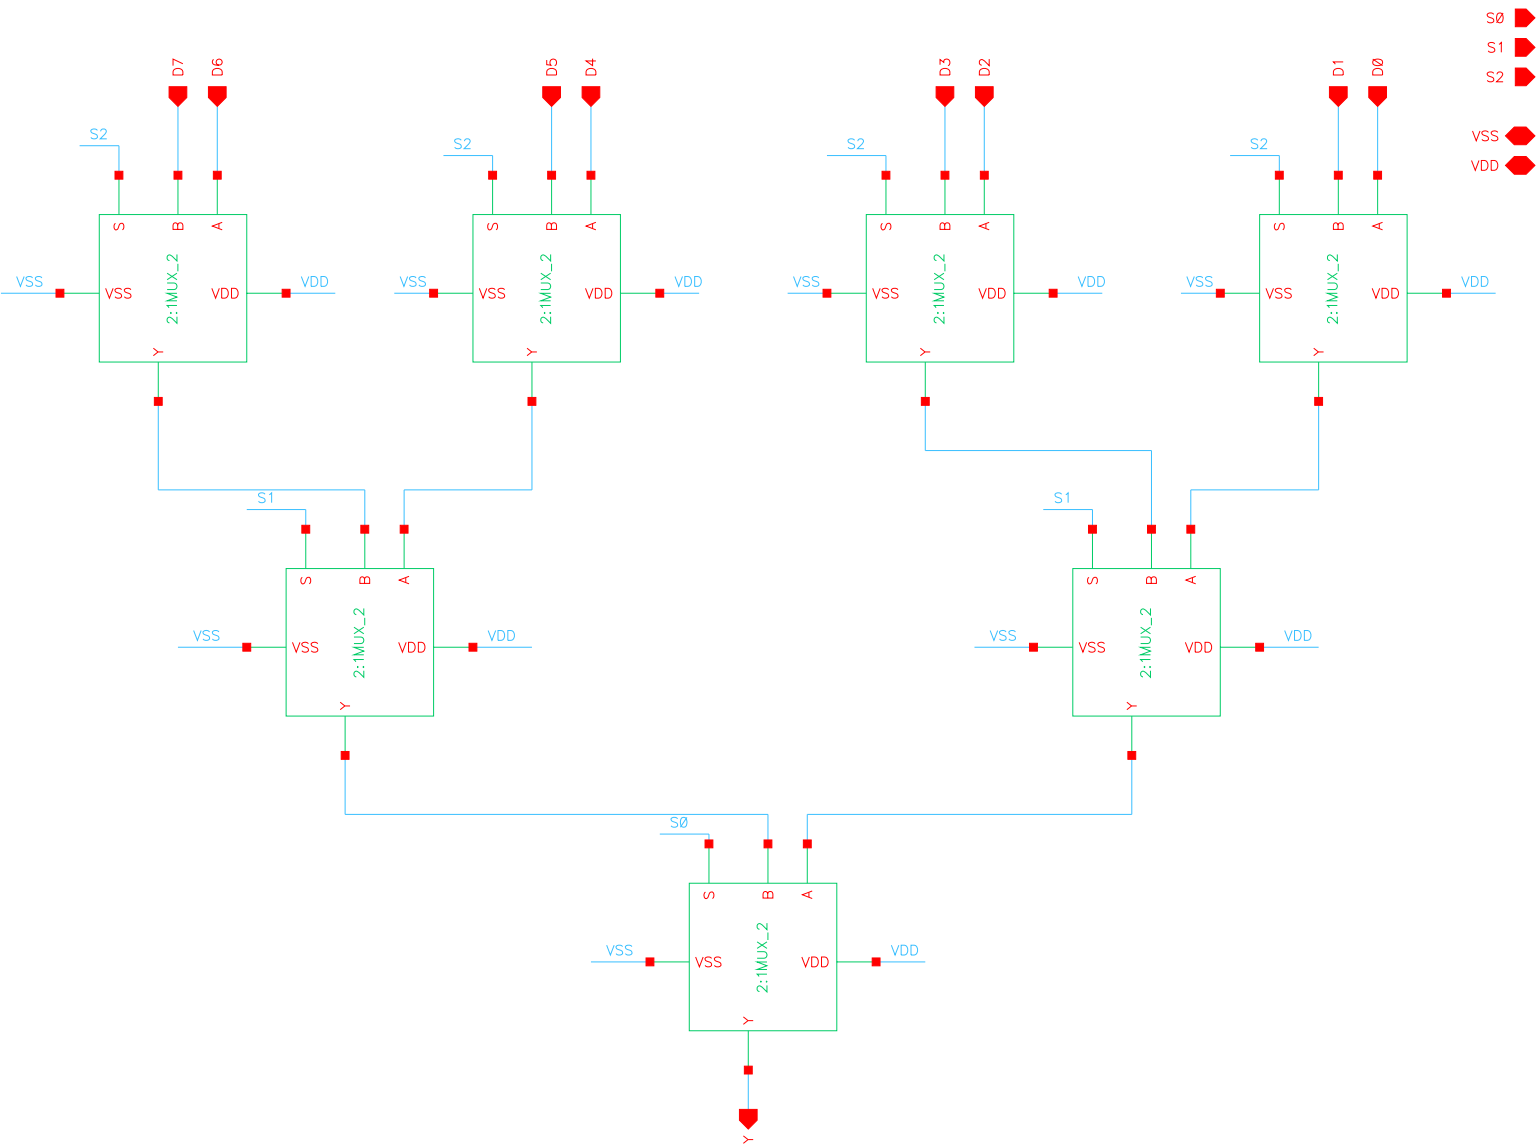 SØ
S1
S2
VSS
VDD
D7 D6 D5 D4 D3 D2 D1 DØ
S2 S2 S2 S2
S B A S B A S B A S B A
VSS VSS 2:1MUX_2 VDD VDD VSS VSS 2:1MUX_2 VDD VDD VSS VSS 2:1MUX_2 VDD VDD VSS VSS 2:1MUX_2 VDD VDD
Y Y Y Y
S1 S1
S B A S B A
VSS VSS 2:1MUX_2 VDD VDD VSS VSS 2:1MUX_2 VDD VDD
Y Y
SØ
S B A
VSS VSS 2:1MUX_2 VDD VDD
Y
Y